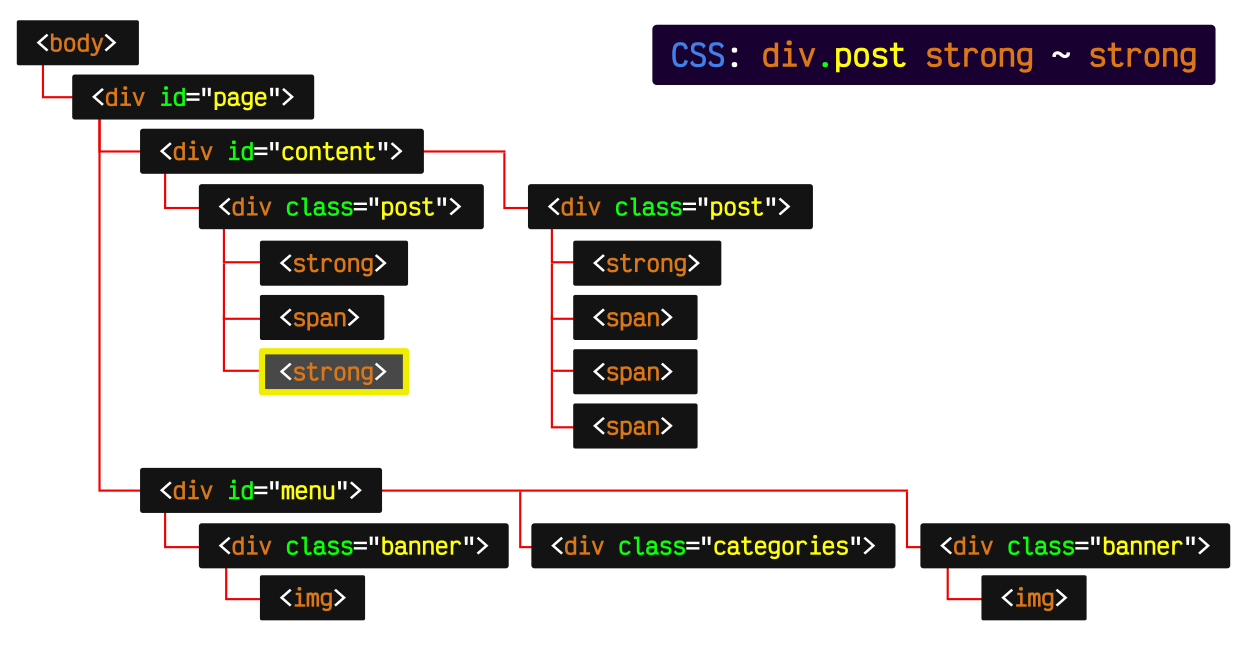 <body>
CSS: div.post strong ~ strong
<div id="page">
<div id="content">
<div class="post">
<div class="post">
<strong>
<strong>
<span>
<span>
<strong>
<span>
<span>
<div id="menu">
<div class="banner">
<div class="categories">
<div class="banner">
<img>
<img>